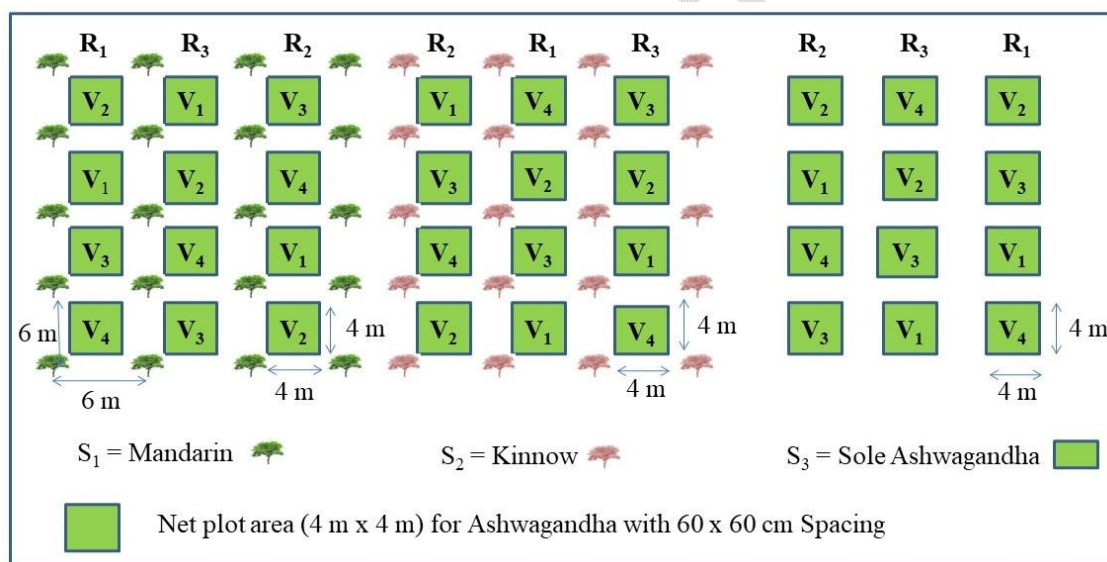 R₁ R₃ R₂ R₂ R₁ R₃ R₂ R₃ R₁
V₂ V₁ V₃ V₁ V₄ V₃ V₂ V₄ V₂
V₁ V₂ V₄ V₃ V₂ V₂ V₁ V₂ V₃
V₃ V₄ V₁ V₄ V₃ V₁ V₄ V₃ V₁
6 m V₄ V₃ V₂ 4 m V₂ V₁ V₄ 4 m V₃ V₁ V₄ 4 m
6 m 4 m 4 m 4 m
S₁ = Mandarin S₂ = Kinnow S₃ = Sole Ashwagandha
Net plot area (4 m x 4 m) for Ashwagandha with 60 x 60 cm Spacing